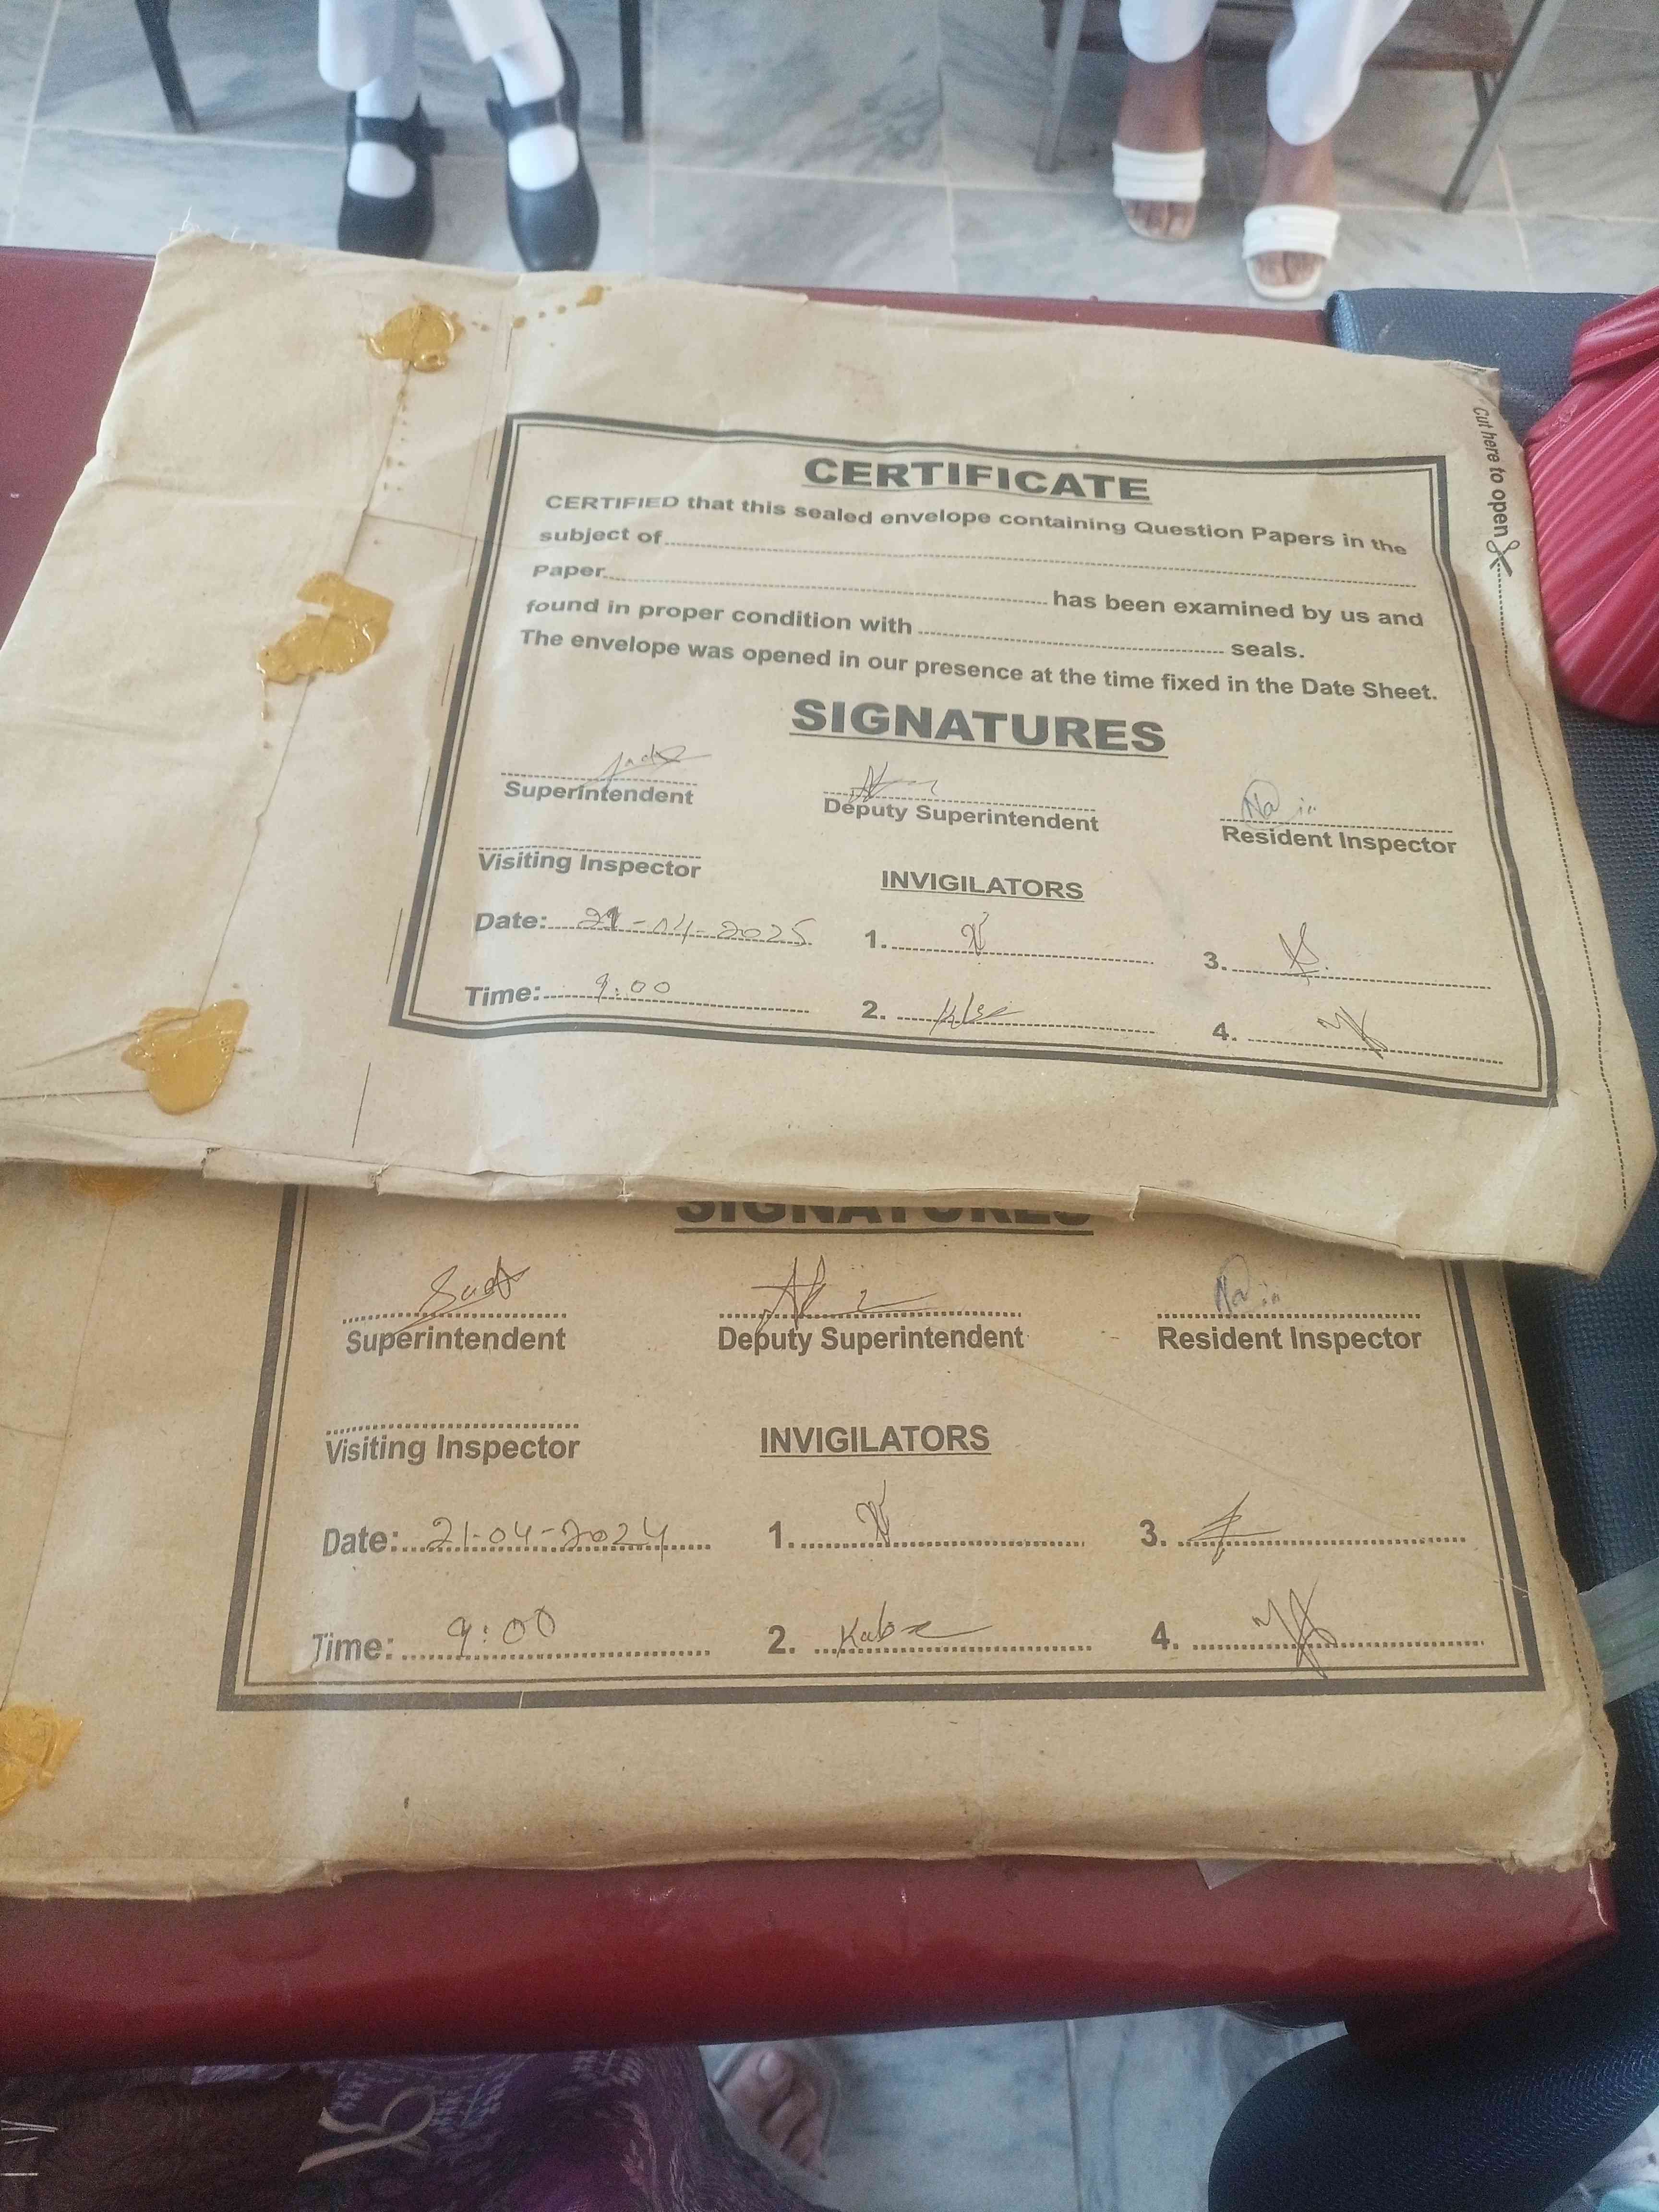 Cut here to open
CERTIFICATE
CERTIFIED that this sealed envelope containing Question Papers in the
subject of
Paper has been examined by us and
found in proper condition with seals.
The envelope was opened in our presence at the time fixed in the Date Sheet.
SIGNATURES
Superintendent Deputy Superintendent Resident Inspector
Visiting Inspector
INVIGILATORS
Date: 21-04-2025 1. 3.
Time: 9:00 2. 4.
SIGNATURES
Superintendent Deputy Superintendent Resident Inspector
Visiting Inspector INVIGILATORS
Date: 21-04-2024 1. 3.
Time: 9:00 2. 4.